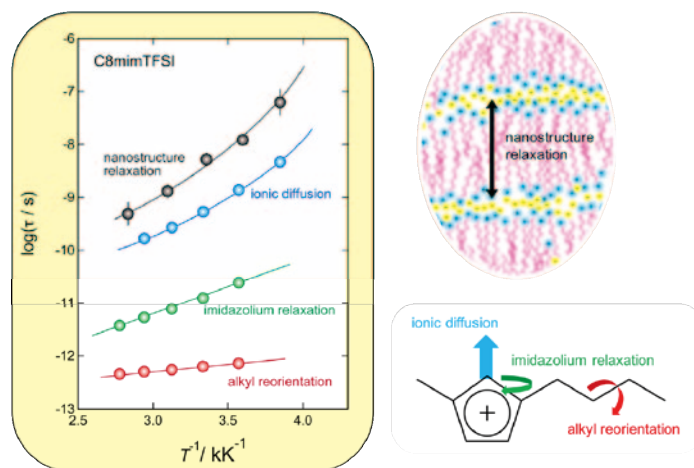 C8mimTFSI
nanostructure
relaxation
ionic diffusion
imidazolium relaxation
alkyl reorientation
log(τ / s)
-6
-7
-8
-9
-10
-11
-12
-13
2.5
3.0
3.5
4.0
T⁻¹/ kK⁻¹
nanostructure
relaxation
ionic diffusion
imidazolium relaxation
+
alkyl reorientation